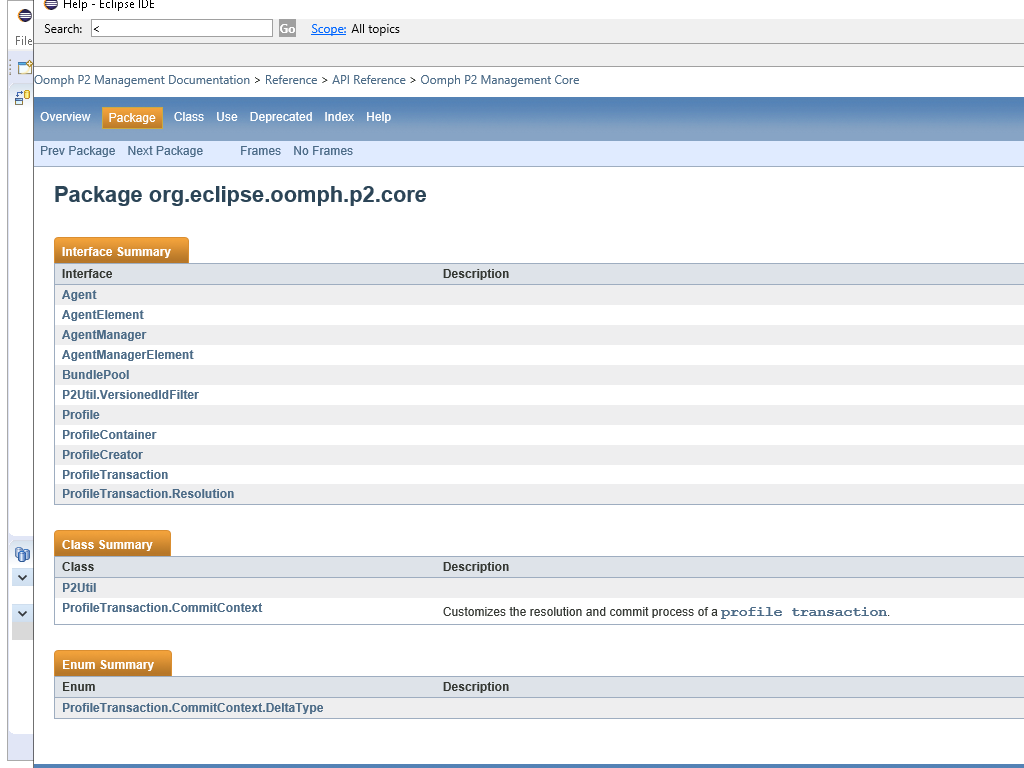 Help - Eclipse IDE
File
Search: < Go Scope: All topics
Oomph P2 Management Documentation > Reference > API Reference > Oomph P2 Management Core
Overview Package Class Use Deprecated Index Help
Prev Package Next Package Frames No Frames
Package org.eclipse.oomph.p2.core
Interface Summary
Interface Description
Agent
AgentElement
AgentManager
AgentManagerElement
BundlePool
P2Util.VersionedIdFilter
Profile
ProfileContainer
ProfileCreator
ProfileTransaction
ProfileTransaction.Resolution
Class Summary
Class Description
P2Util
ProfileTransaction.CommitContext Customizes the resolution and commit process of a profile transaction.
Enum Summary
Enum Description
ProfileTransaction.CommitContext.DeltaType